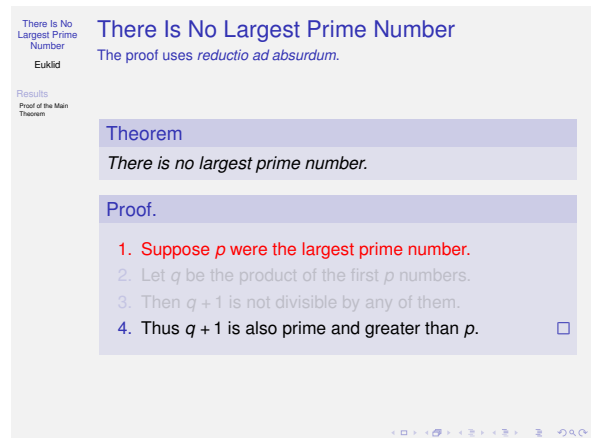 There Is No
Largest Prime
Number
Euklid
Results
Proof of the Main
Theorem
There Is No Largest Prime Number
The proof uses reductio ad absurdum.
Theorem
There is no largest prime number.
Proof.
1. Suppose p were the largest prime number.
2. Let q be the product of the first p numbers.
3. Then q + 1 is not divisible by any of them.
4. Thus q + 1 is also prime and greater than p. □